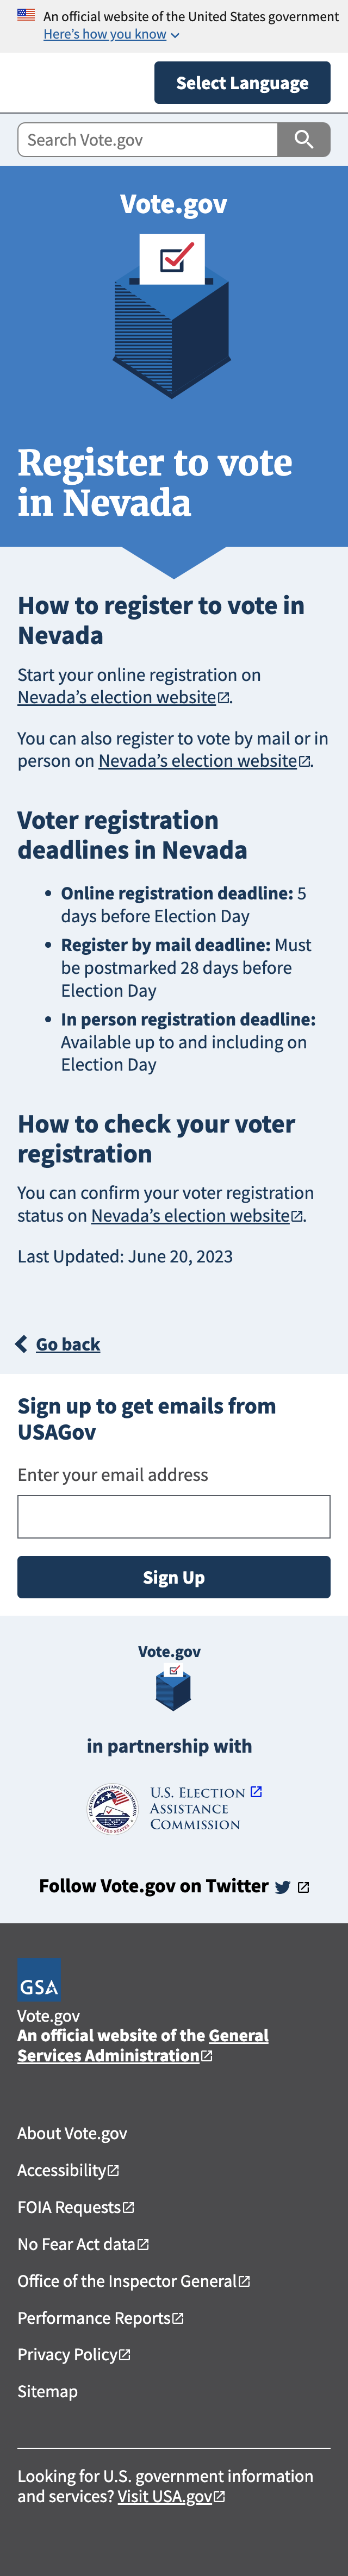 An official website of the United States government
Here's how you know
Select Language
Search Vote.gov
Vote.gov
Register to vote
in Nevada
How to register to vote in
Nevada
Start your online registration on
Nevada's election website.
You can also register to vote by mail or in
person on Nevada's election website.
Voter registration
deadlines in Nevada
• Online registration deadline: 5
days before Election Day
• Register by mail deadline: Must
be postmarked 28 days before
Election Day
• In person registration deadline:
Available up to and including on
Election Day
How to check your voter
registration
You can confirm your voter registration
status on Nevada's election website.
Last Updated: June 20, 2023
Go back
Sign up to get emails from
USAGov
Enter your email address
Sign Up
Vote.gov
in partnership with
U.S. Election
Assistance
Commission
Follow Vote.gov on Twitter
GSA
Vote.gov
An official website of the General
Services Administration
About Vote.gov
Accessibility
FOIA Requests
No Fear Act data
Office of the Inspector General
Performance Reports
Privacy Policy
Sitemap
Looking for U.S. government information
and services? Visit USA.gov